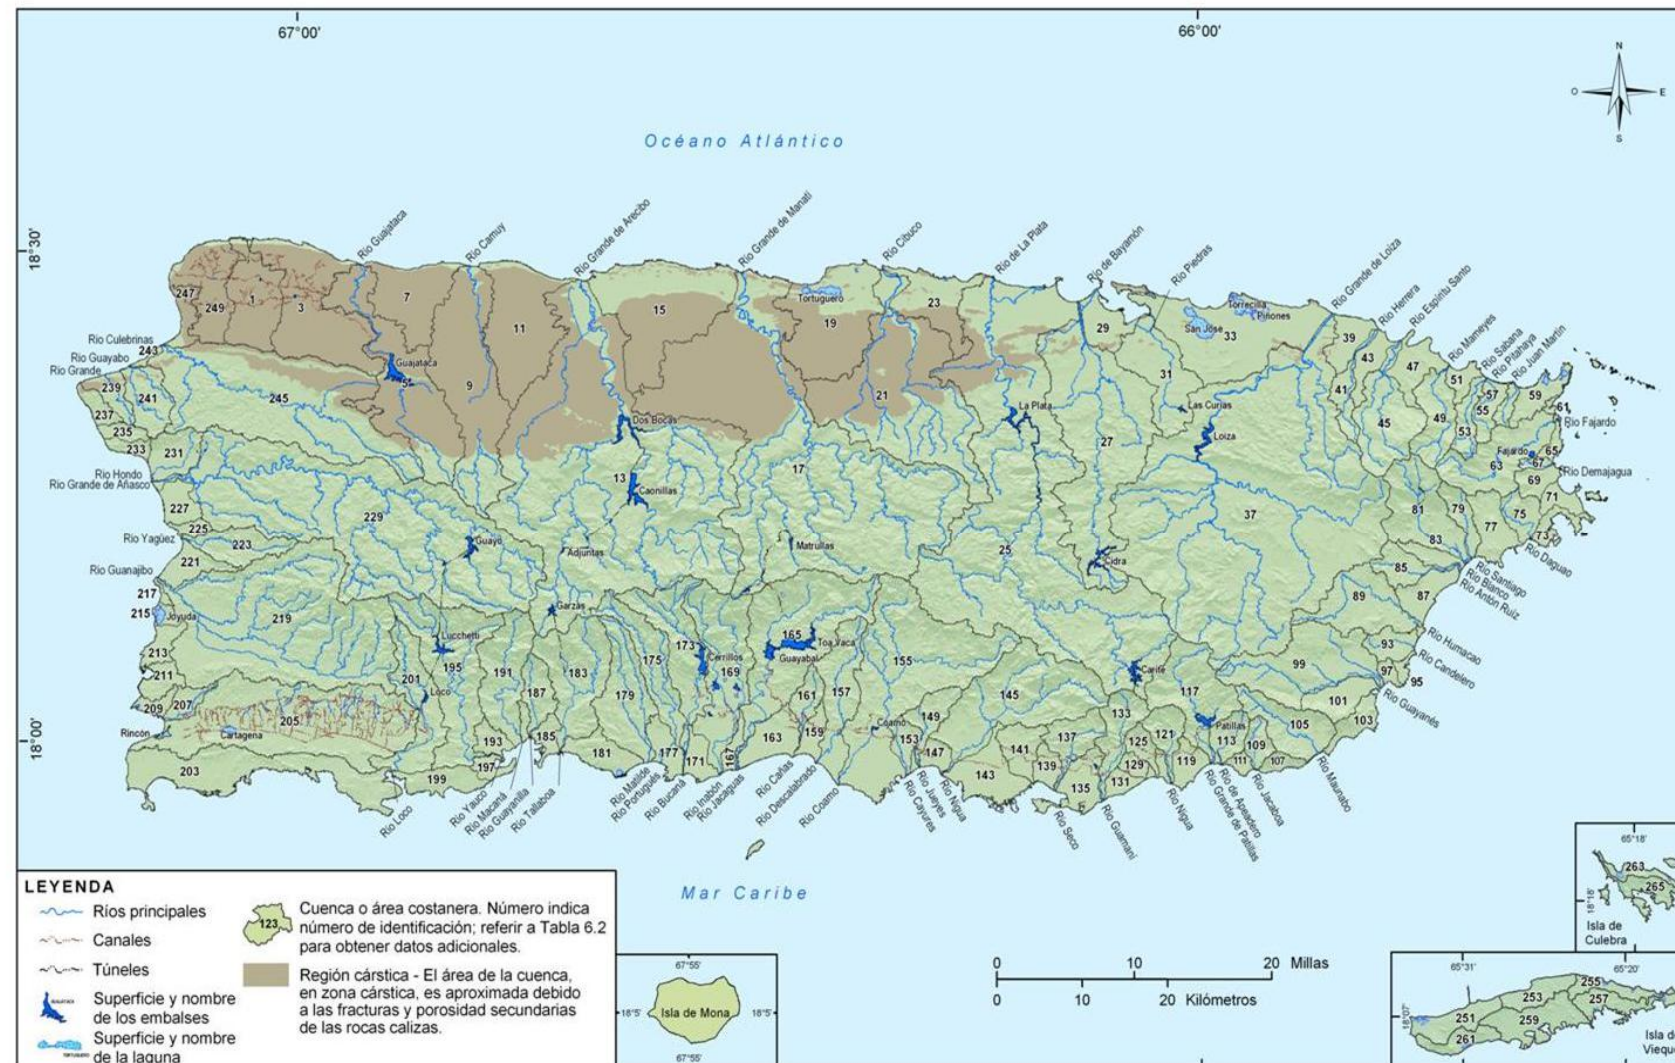 67°00'
66°00'
N
O
E
S
Océano Atlántico
18°30'
18°00'
Río Guajataca
Río Camuy
Río Grande de Arecibo
Río Grande de Manatí
Río Cibuco
Río de La Plata
Río de Bayamón
Río Piedras
Río Grande de Loíza
Río Herrera
Río Espíritu Santo
Río Mameyes
Río Sabana
Río Pitahaya
Río Juan Martín
Río Fajardo
Río Demajagua
Río Daguao
Río Santiago
Río Blanco
Río Antón Ruíz
Río Humacao
Río Candelero
Río Guayanés
Río Maunabo
Río Jacaboa
Río de Apeadero
Río Grande de Patillas
Río Nigua
Río Guamaní
Río Seco
Río Nigua
Río Jueyes
Río Cayures
Río Coamo
Río Descalabrado
Río Cañas
Río Jacaguas
Río Inabón
Río Bucaná
Río Portugués
Río Matilde
Río Tallaboa
Río Guayanilla
Río Macaná
Río Yauco
Río Loco
Rincón
Río Guanajibo
Río Yagüez
Río Grande de Añasco
Río Hondo
Río Grande
Río Guayabo
Río Culebrinas
247
249
1
3
7
11
15
19
23
29
33
39
43
47
51
57
59
61
243
239
241
237
235
233
231
245
5
9
21
31
41
45
49
53
55
63
65
67
69
71
13
17
27
37
81
79
77
75
73
227
225
223
221
229
25
83
85
87
89
217
215
219
213
211
209
207
205
203
201
195
191
187
183
179
175
173
169
165
161
157
155
145
117
99
93
97
95
101
103
105
199
197
193
185
181
177
171
167
163
159
153
149
147
143
141
139
137
135
133
131
129
125
121
119
113
111
109
107
Guajataca
Dos Bocas
Caonillas
Tortuguero
Torrecilla
Piñones
San José
La Plata
Las Curias
Loiza
Fajardo
Guayo
Adjuntas
Matrullas
Cidra
Garzas
Joyuda
Lucchetti
Loco
Cartagena
Cerrillos
Toa Vaca
Guayabal
Coamo
Carite
Patillas
Mar Caribe
LEYENDA
Ríos principales
Canales
Túneles
Superficie y nombre
de los embalses
GUAJATACA
Superficie y nombre
de la laguna
TORTUGUERO
123
Cuenca o área costanera. Número indica
número de identificación; referir a Tabla 6.2
para obtener datos adicionales.
Región cárstica - El área de la cuenca,
en zona cárstica, es aproximada debido
a las fracturas y porosidad secundarias
de las rocas calizas.
67°55'
18°5'
Isla de Mona
18°5'
67°55'
0 10 20 Millas
0 10 20 Kilómetros
65°18'
18°18'
263
265
Isla de
Culebra
65°31'
65°20'
18°07'
251
253
255
257
259
261
Isla de